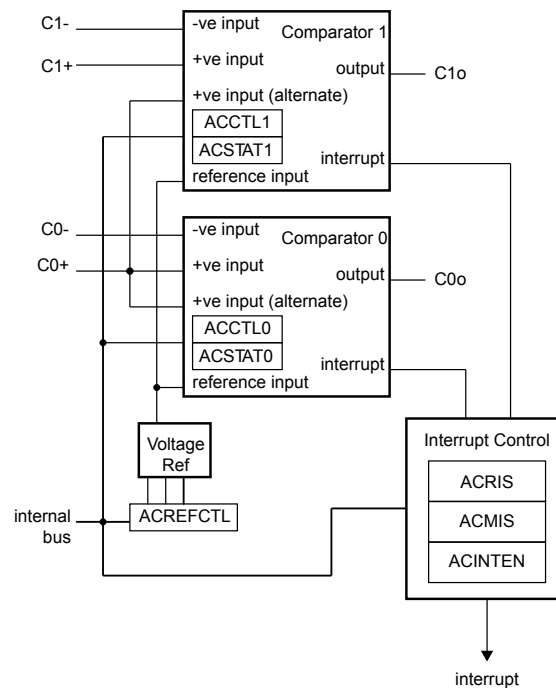 C1-
-ve input
Comparator 1
C1+
+ve input
output
C1o
+ve input (alternate)
ACCTL1
ACSTAT1
interrupt
reference input
C0-
-ve input
Comparator 0
C0+
+ve input
output
C0o
+ve input (alternate)
ACCTL0
ACSTAT0
interrupt
reference input
Voltage
Ref
Interrupt Control
ACRIS
internal
bus
ACREFCTL
ACMIS
ACINTEN
interrupt